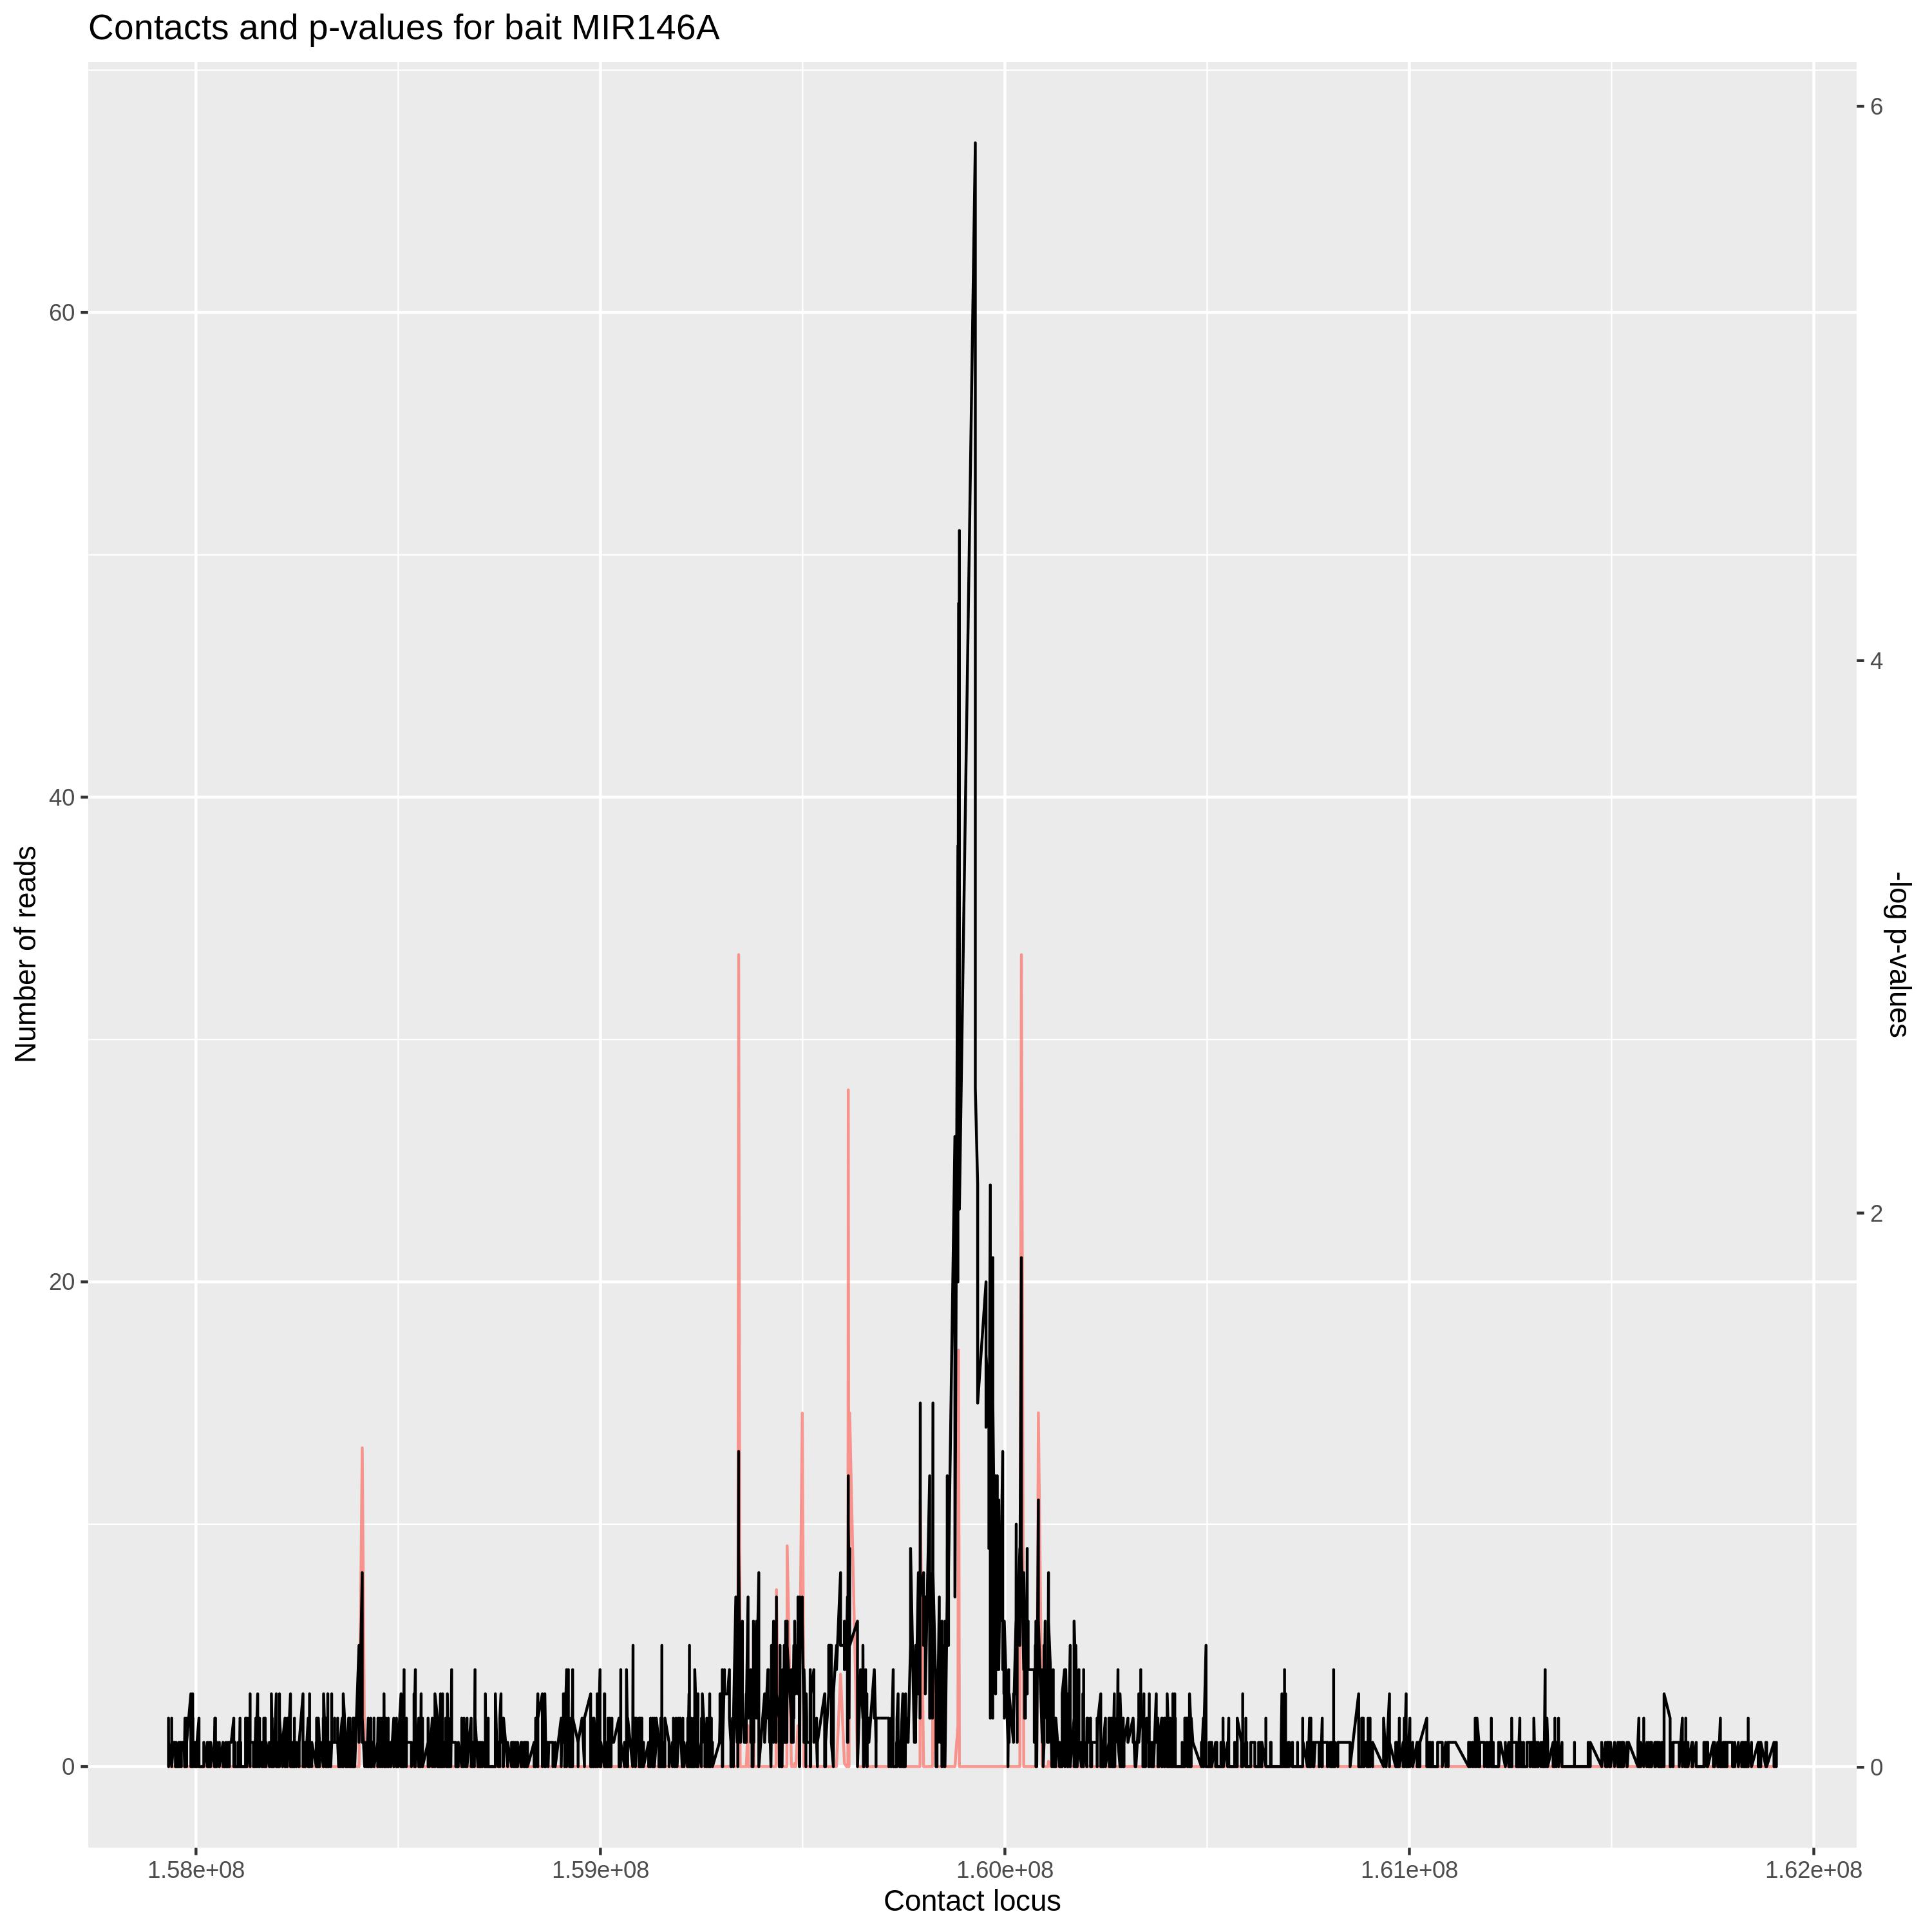 Contacts and p-values for bait MIR146A
60
40
20
0
Number of reads
6
4
2
0
-log p-values
1.58e+08
1.59e+08
1.60e+08
1.61e+08
1.62e+08
Contact locus